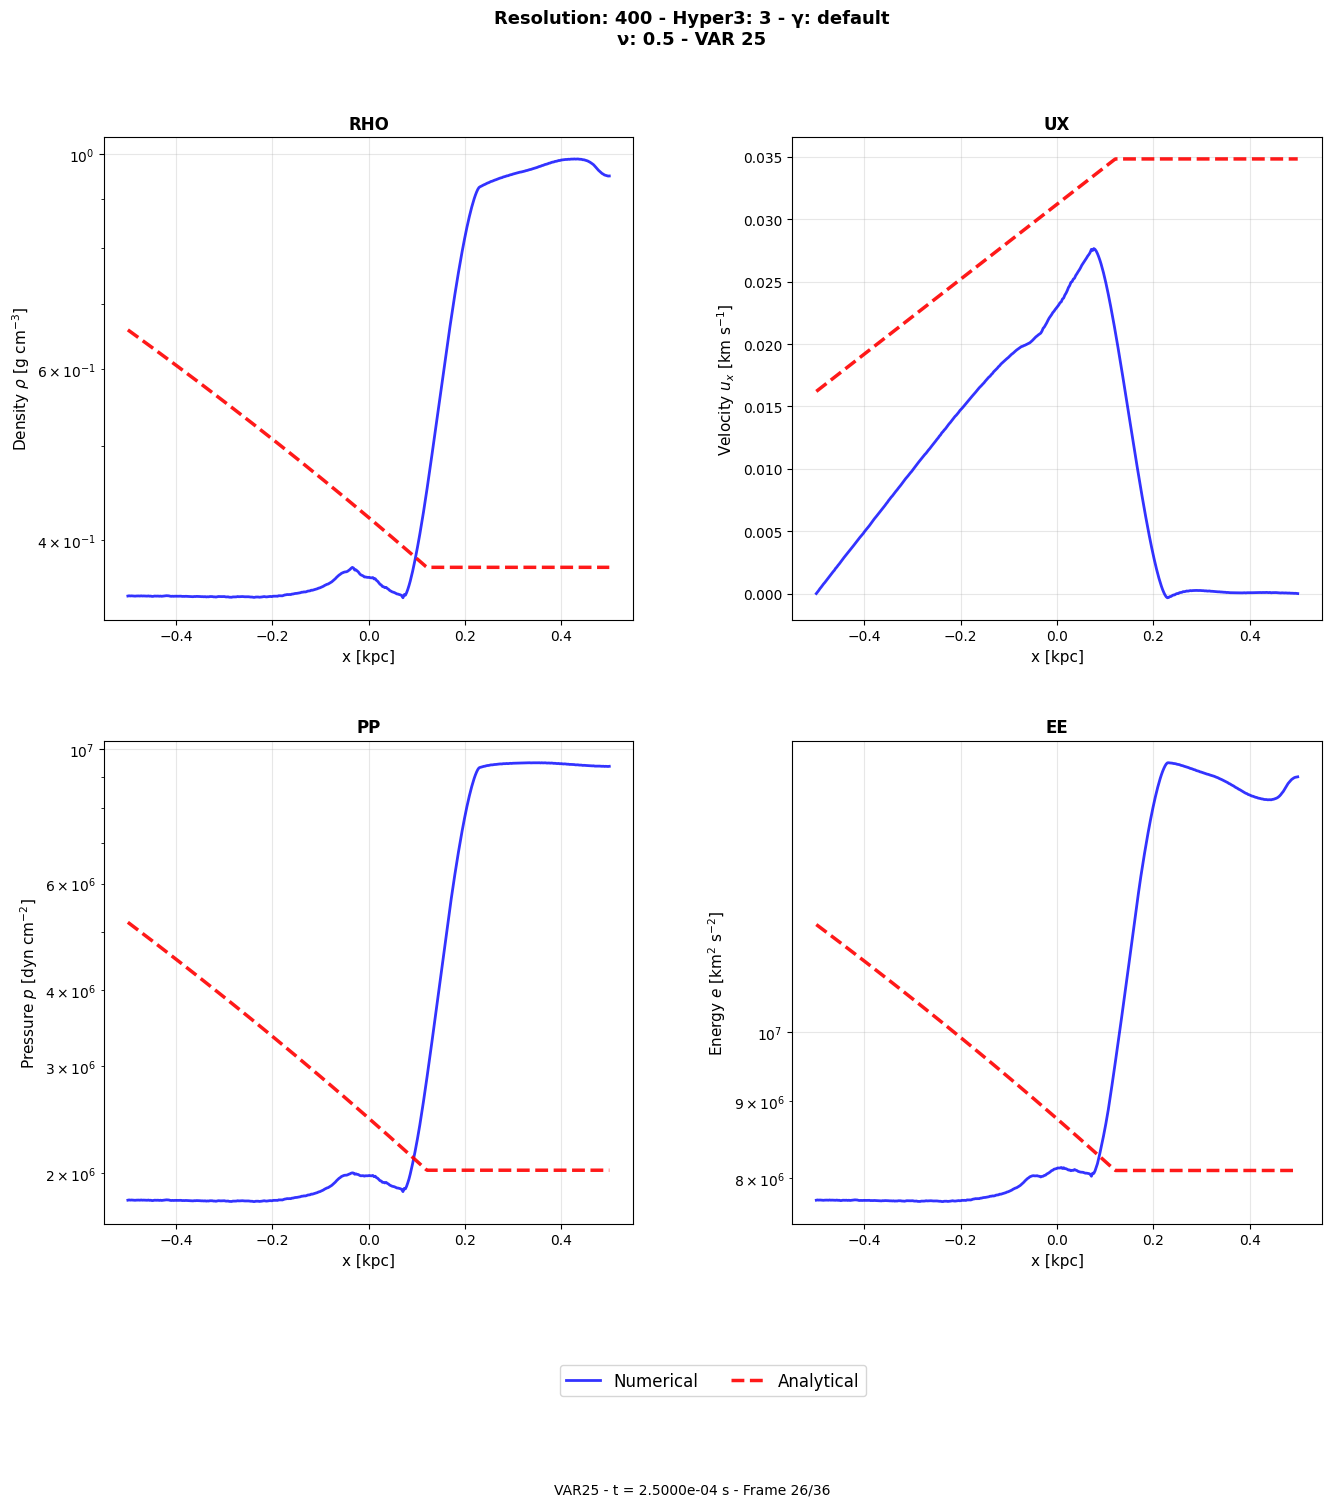 Resolution: 400 - Hyper3: 3 - γ: default
ν: 0.5 - VAR 25
RHO
Density ρ [g cm⁻³]
10⁰
6 × 10⁻¹
4 × 10⁻¹
−0.4 −0.2 0.0 0.2 0.4
x [kpc]
UX
Velocity uₓ [km s⁻¹]
0.035
0.030
0.025
0.020
0.015
0.010
0.005
0.000
−0.4 −0.2 0.0 0.2 0.4
x [kpc]
PP
Pressure p [dyn cm⁻²]
10⁷
6 × 10⁶
4 × 10⁶
3 × 10⁶
2 × 10⁶
−0.4 −0.2 0.0 0.2 0.4
x [kpc]
EE
Energy e [km² s⁻²]
10⁷
9 × 10⁶
8 × 10⁶
−0.4 −0.2 0.0 0.2 0.4
x [kpc]
Numerical Analytical
VAR25 - t = 2.5000e-04 s - Frame 26/36